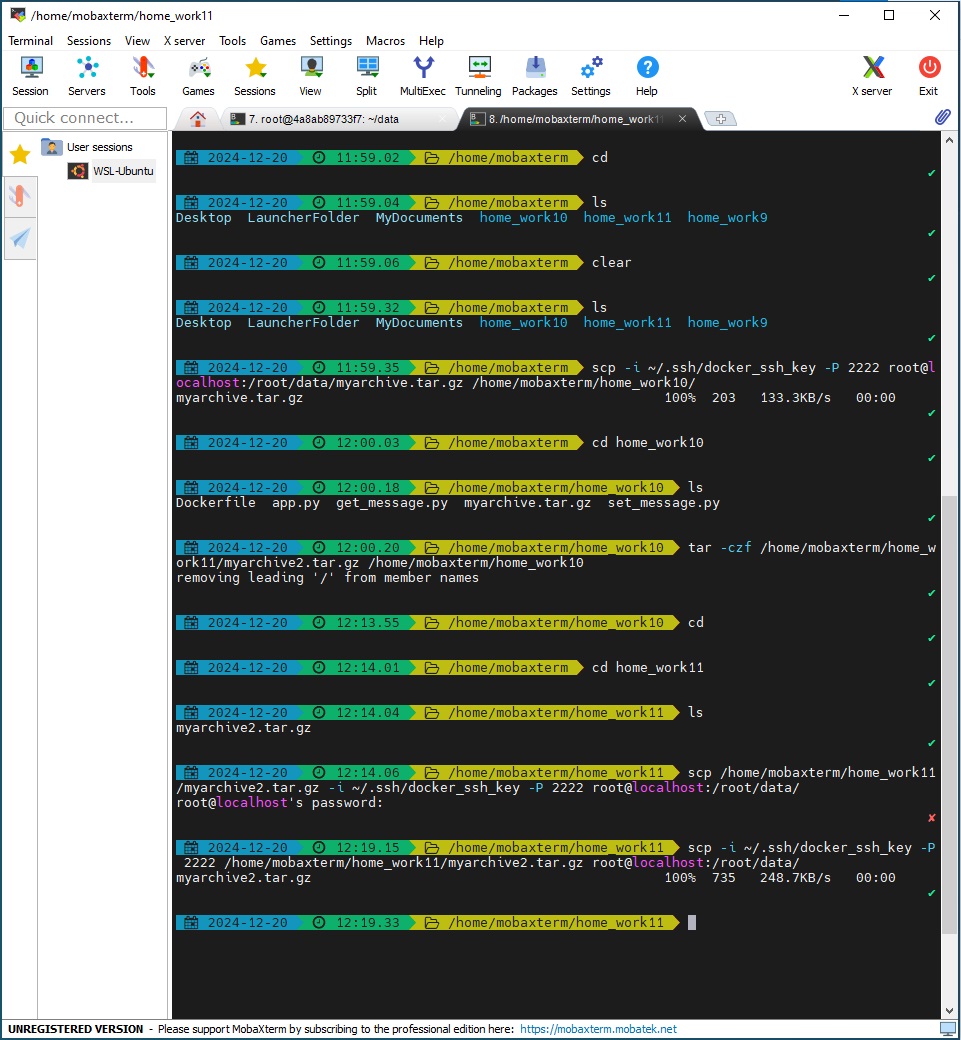 /home/mobaxterm/home_work11
Terminal Sessions View X server Tools Games Settings Macros Help
Session Servers Tools Games Sessions View Split MultiExec Tunneling Packages Settings Help X server Exit
Quick connect...
7. root@4a8ab89733f7: ~/data
8. /home/mobaxterm/home_work11
User sessions
WSL-Ubuntu
2024-12-20 11:59.02 /home/mobaxterm cd
2024-12-20 11:59.04 /home/mobaxterm ls
Desktop LauncherFolder MyDocuments home_work10 home_work11 home_work9
2024-12-20 11:59.06 /home/mobaxterm clear
2024-12-20 11:59.32 /home/mobaxterm ls
Desktop LauncherFolder MyDocuments home_work10 home_work11 home_work9
2024-12-20 11:59.35 /home/mobaxterm scp -i ~/.ssh/docker_ssh_key -P 2222 root@l
ocalhost:/root/data/myarchive.tar.gz /home/mobaxterm/home_work10/
myarchive.tar.gz 100% 203 133.3KB/s 00:00
2024-12-20 12:00.03 /home/mobaxterm cd home_work10
2024-12-20 12:00.18 /home/mobaxterm/home_work10 ls
Dockerfile app.py get_message.py myarchive.tar.gz set_message.py
2024-12-20 12:00.20 /home/mobaxterm/home_work10 tar -czf /home/mobaxterm/home_w
ork11/myarchive2.tar.gz /home/mobaxterm/home_work10
removing leading '/' from member names
2024-12-20 12:13.55 /home/mobaxterm/home_work10 cd
2024-12-20 12:14.01 /home/mobaxterm cd home_work11
2024-12-20 12:14.04 /home/mobaxterm/home_work11 ls
myarchive2.tar.gz
2024-12-20 12:14.06 /home/mobaxterm/home_work11 scp /home/mobaxterm/home_work11
/myarchive2.tar.gz -i ~/.ssh/docker_ssh_key -P 2222 root@localhost:/root/data/
root@localhost's password:
2024-12-20 12:19.15 /home/mobaxterm/home_work11 scp -i ~/.ssh/docker_ssh_key -P
2222 /home/mobaxterm/home_work11/myarchive2.tar.gz root@localhost:/root/data/
myarchive2.tar.gz 100% 735 248.7KB/s 00:00
2024-12-20 12:19.33 /home/mobaxterm/home_work11
UNREGISTERED VERSION - Please support MobaXterm by subscribing to the professional edition here: https://mobaxterm.mobatek.net